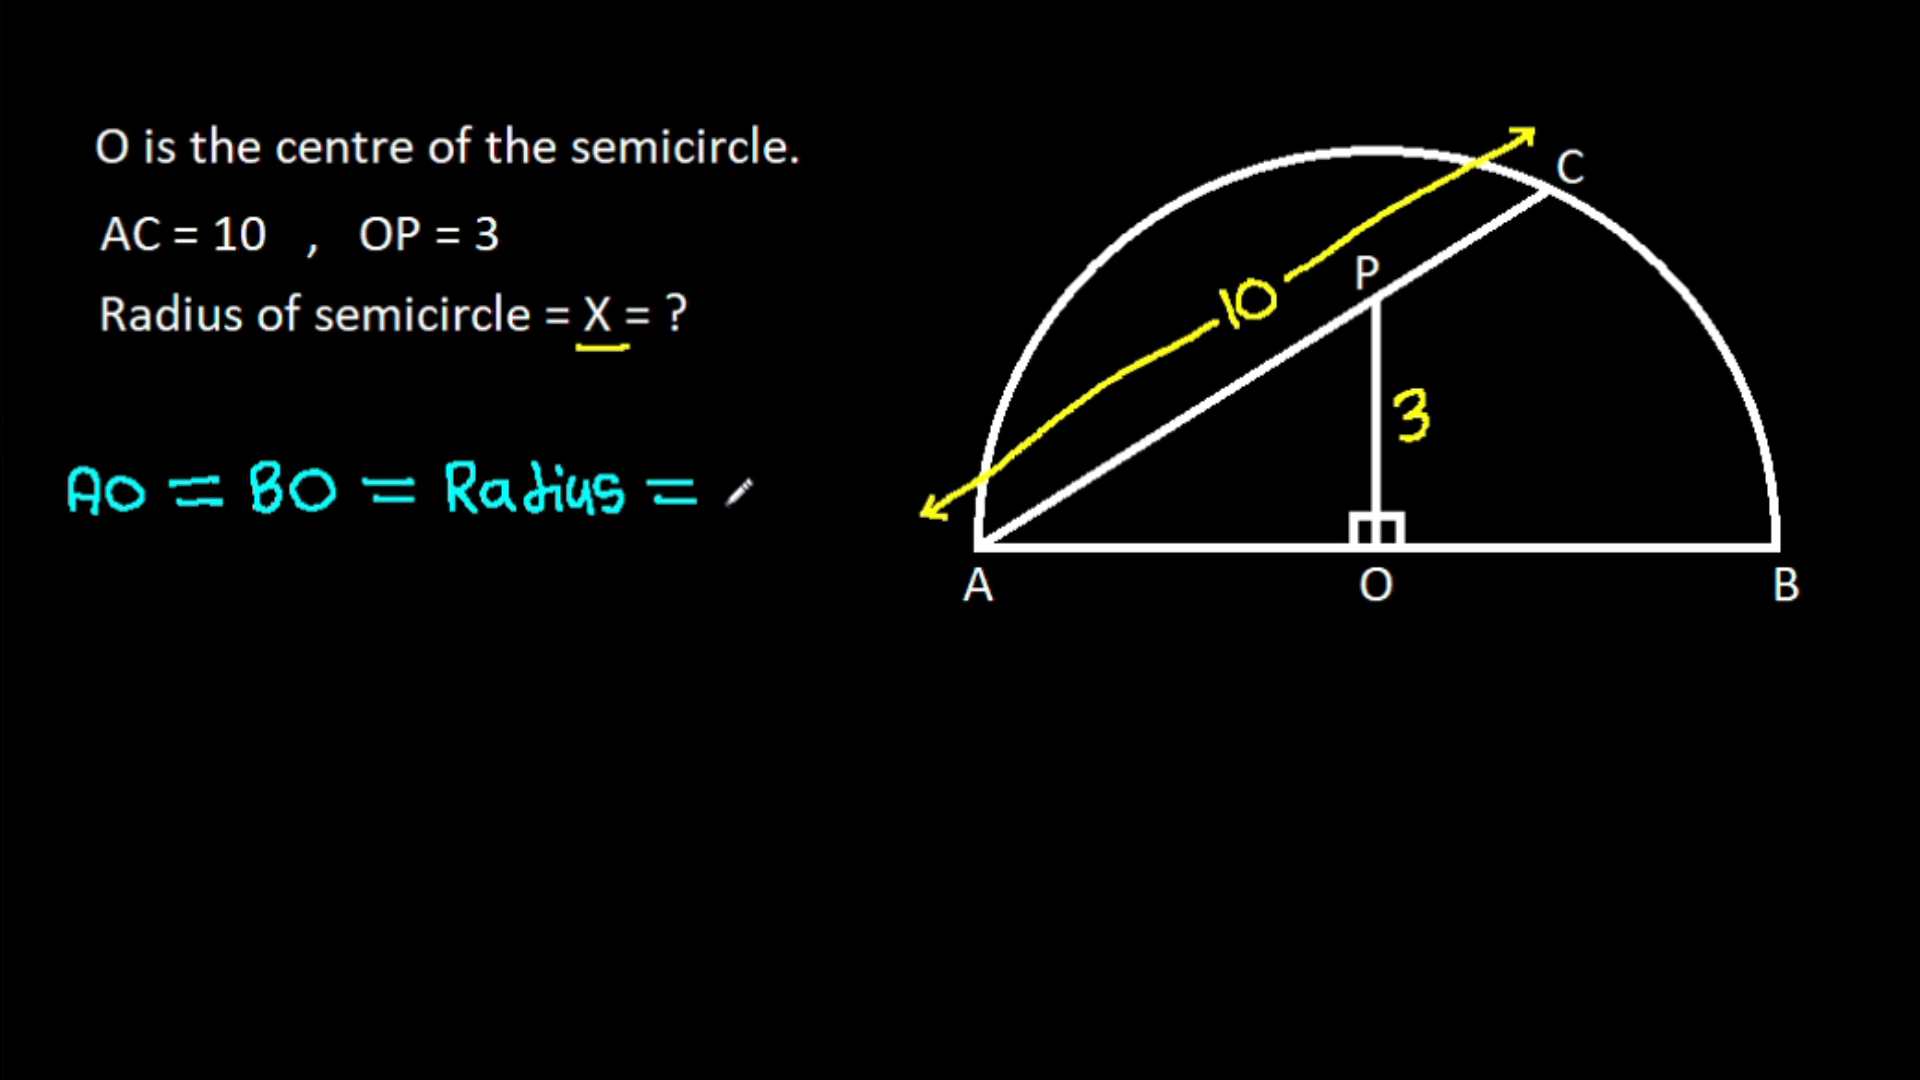 O is the centre of the semicircle.
AC = 10 , OP = 3
Radius of semicircle = X = ?
AO = BO = Radius =
C
P
10
3
A
O
B